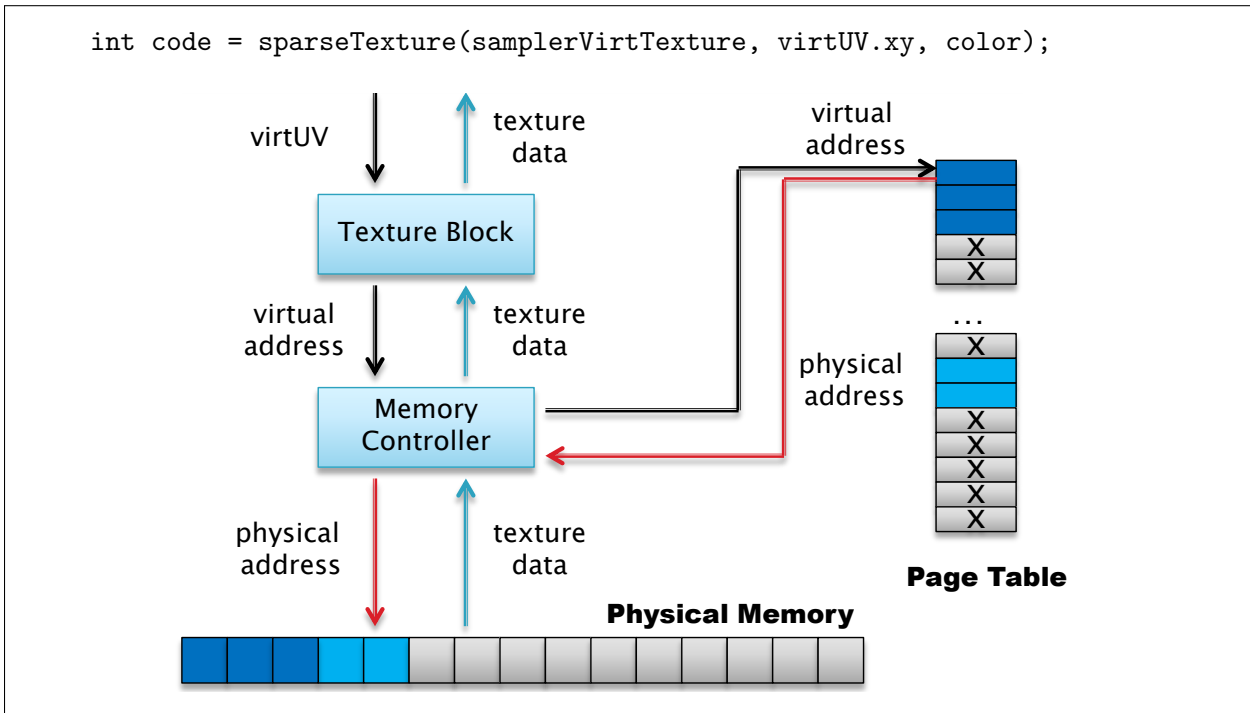 int code = sparseTexture(samplerVirtTexture, virtUV.xy, color);
virtUV
texture
data
Texture Block
virtual
address
texture
data
Memory
Controller
physical
address
texture
data
virtual
address
physical
address
X
X
...
X
X
X
X
X
X
Page Table
Physical Memory